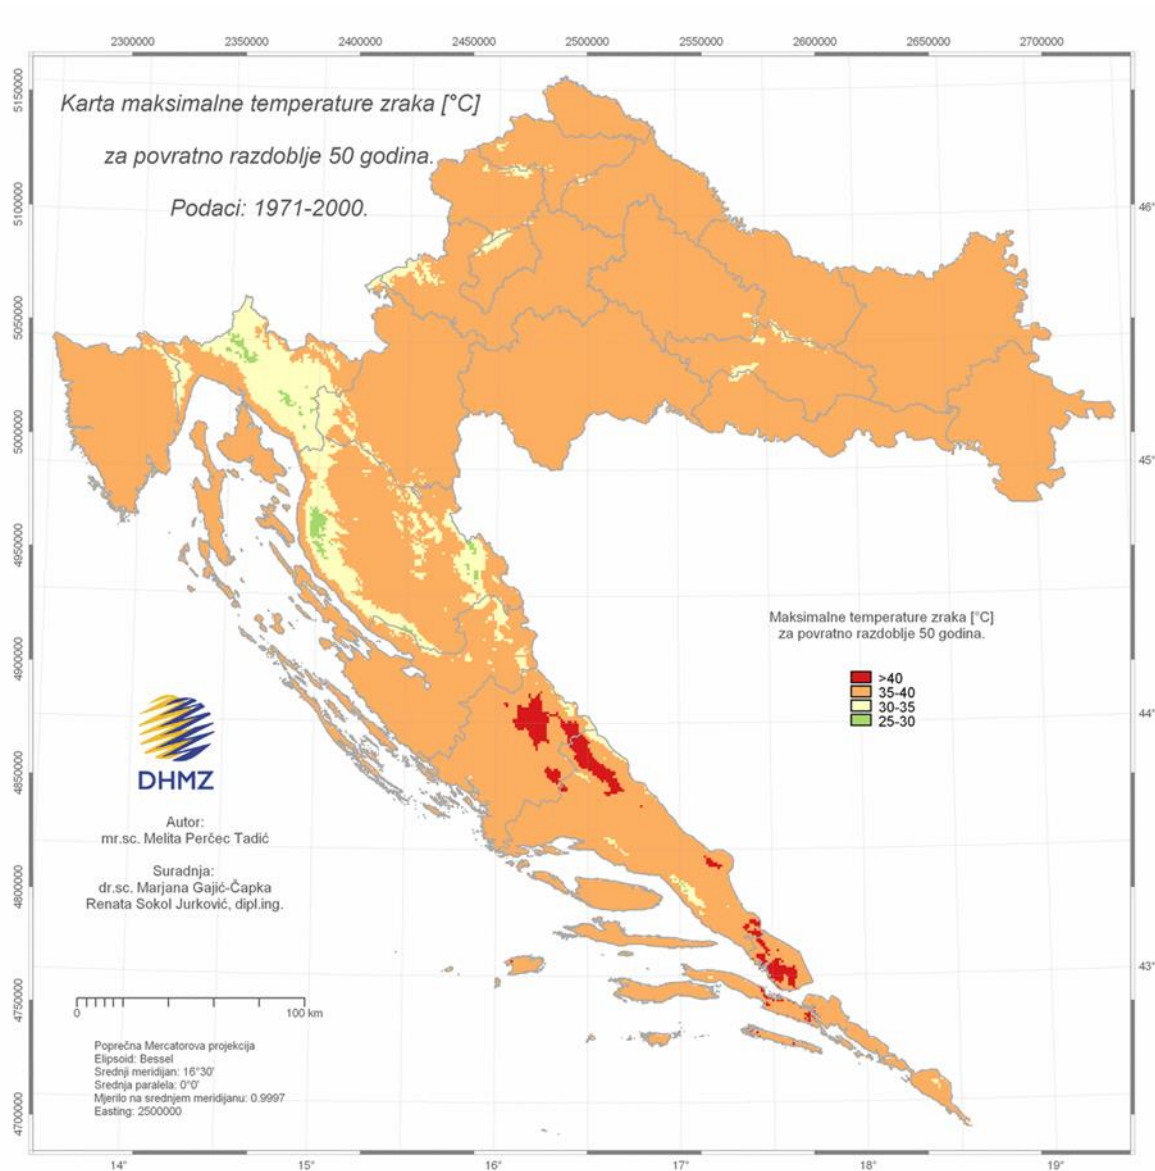 2300000 2350000 2400000 2450000 2500000 2550000 2600000 2650000 2700000
Karta maksimalne temperature zraka [°C]
za povratno razdoblje 50 godina.
Podaci: 1971-2000.
5150000
5100000
5050000
5000000
4950000
4900000
4850000
4800000
4750000
4700000
46°
45°
44°
43°
Maksimalne temperature zraka [°C]
za povratno razdoblje 50 godina.
>40
35-40
30-35
25-30
DHMZ
Autor:
mr.sc. Melita Perčec Tadić
Suradnja:
dr.sc. Marjana Gajić-Čapka
Renata Sokol Jurković, dipl.ing.
0 100 km
Poprečna Mercatorova projekcija
Elipsoid: Bessel
Srednji meridijan: 16°30'
Srednja paralela: 0°0'
Mjerilo na srednjem meridijanu: 0.9997
Easting: 2500000
14° 15° 16° 17° 18° 19°